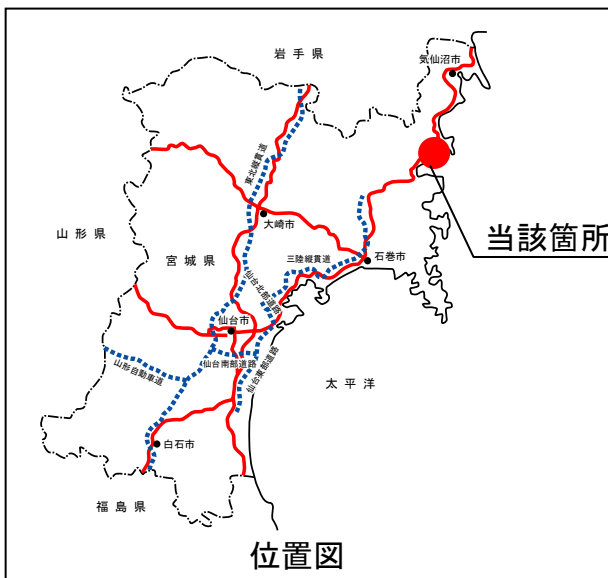 岩手県
気仙沼市
東北縦貫道
大崎市
当該箇所
山形県
宮城県
三陸縦貫道
石巻市
仙台北部道路
仙台市
山形自動車道
仙台南部道路
仙台東部道路
太平洋
白石市
福島県
位置図